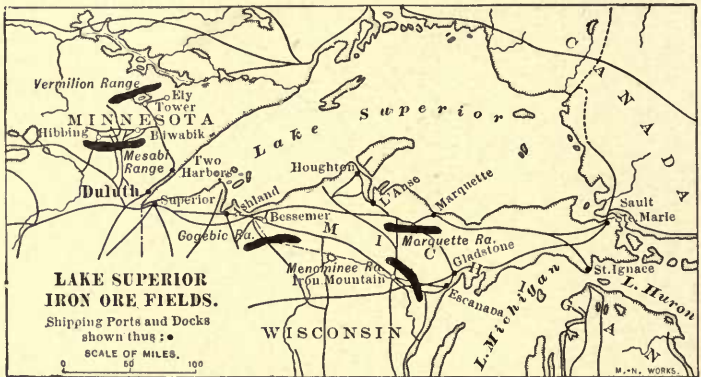 Vermilion Range
Ely
Tower
MINNESOTA
Hibbing
Biwabik
Mesabi
Range
Two
Harbors
Duluth
Superior
Lake Superior
CANADA
Houghton
L'Anse
Marquette
Ashland
Bessemer
Gogebic Ra.
Marquette Ra.
Sault
Ste. Marie
MICHIGAN
Gladstone
Menominee Ra.
Iron Mountain
Escanaba
St. Ignace
L. Huron
L. Michigan
WISCONSIN
LAKE SUPERIOR
IRON ORE FIELDS.
Shipping Ports and Docks
shown thus : •
SCALE OF MILES.
0 50 100
M.-N. WORKS.